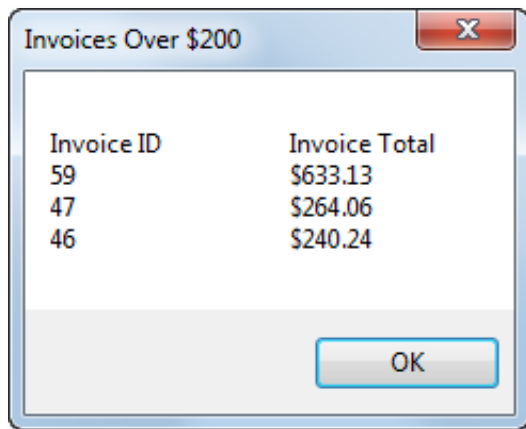 Invoices Over $200
Invoice ID Invoice Total
59 $633.13
47 $264.06
46 $240.24
OK